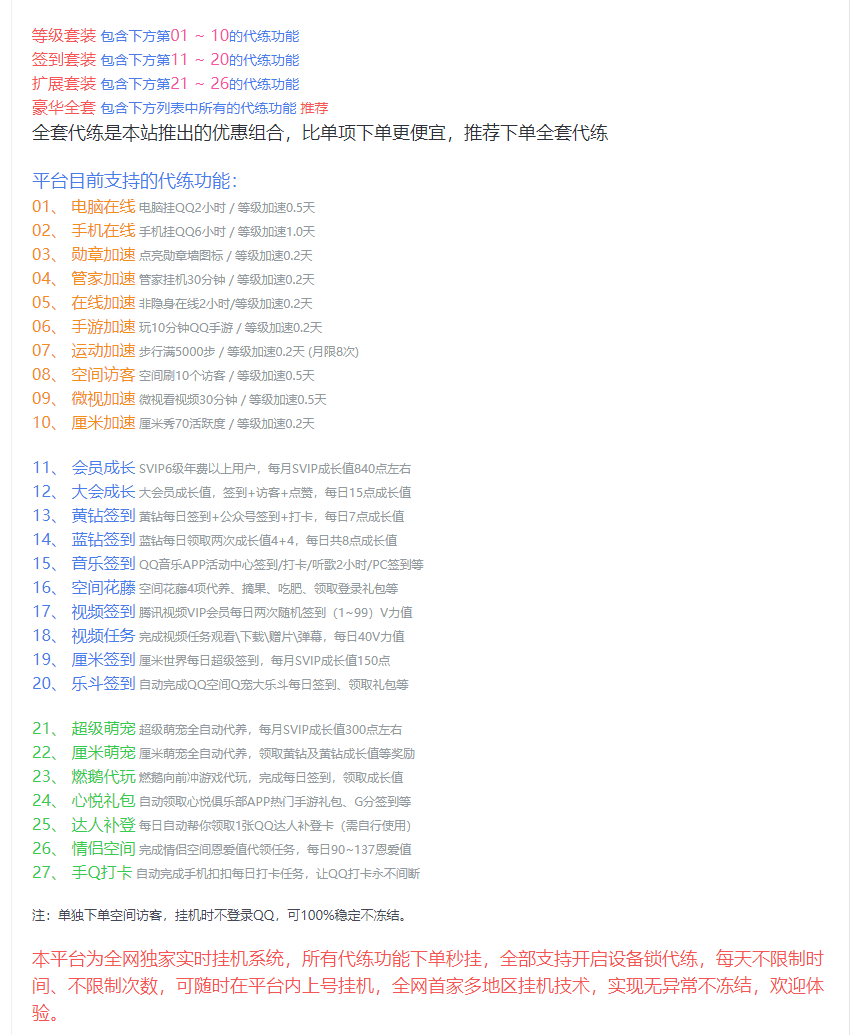 等级套装 包含下方第01 ~ 10的代练功能
签到套装 包含下方第11 ~ 20的代练功能
扩展套装 包含下方第21 ~ 26的代练功能
豪华全套 包含下方列表中所有的代练功能 推荐
全套代练是本站推出的优惠组合，比单项下单更便宜，推荐下单全套代练
平台目前支持的代练功能：
01、 电脑在线 电脑挂QQ2小时 / 等级加速0.5天
02、 手机在线 手机挂QQ6小时 / 等级加速1.0天
03、 勋章加速 点亮勋章墙图标 / 等级加速0.2天
04、 管家加速 管家挂机30分钟 / 等级加速0.2天
05、 在线加速 非隐身在线2小时/等级加速0.2天
06、 手游加速 玩10分钟QQ手游 / 等级加速0.2天
07、 运动加速 步行满5000步 / 等级加速0.2天 (月限8次)
08、 空间访客 空间刷10个访客 / 等级加速0.5天
09、 微视加速 微视看视频30分钟 / 等级加速0.5天
10、 厘米加速 厘米秀70活跃度 / 等级加速0.2天
11、 会员成长 SVIP6级年费以上用户，每月SVIP成长值840点左右
12、 大会成长 大会员成长值，签到+访客+点赞，每日15点成长值
13、 黄钻签到 黄钻每日签到+公众号签到+打卡，每日7点成长值
14、 蓝钻签到 蓝钻每日领取两次成长值4+4，每日共8点成长值
15、 音乐签到 QQ音乐APP活动中心签到/打卡/听歌2小时/PC签到等
16、 空间花藤 空间花藤4项代养、摘果、吃肥、领取登录礼包等
17、 视频签到 腾讯视频VIP会员每日两次随机签到（1~99）V力值
18、 视频任务 完成视频任务观看\下载\赠片\弹幕，每日40V力值
19、 厘米签到 厘米世界每日超级签到，每月SVIP成长值150点
20、 乐斗签到 自动完成QQ空间Q宠大乐斗每日签到、领取礼包等
21、 超级萌宠 超级萌宠全自动代养，每月SVIP成长值300点左右
22、 厘米萌宠 厘米萌宠全自动代养，领取黄钻及黄钻成长值等奖励
23、 燃鹅代玩 燃鹅向前冲游戏代玩，完成每日签到，领取成长值
24、 心悦礼包 自动领取心悦俱乐部APP热门手游礼包、G分签到等
25、 达人补登 每日自动帮你领取1张QQ达人补登卡（需自行使用）
26、 情侣空间 完成情侣空间恩爱值代领任务，每日90~137恩爱值
27、 手Q打卡 自动完成手机扣扣每日打卡任务，让QQ打卡永不间断
注：单独下单空间访客，挂机时不登录QQ，可100%稳定不冻结。
本平台为全网独家实时挂机系统，所有代练功能下单秒挂，全部支持开启设备锁代练，每天不限制时
间、不限制次数，可随时在平台内上号挂机，全网首家多地区挂机技术，实现无异常不冻结，欢迎体
验。